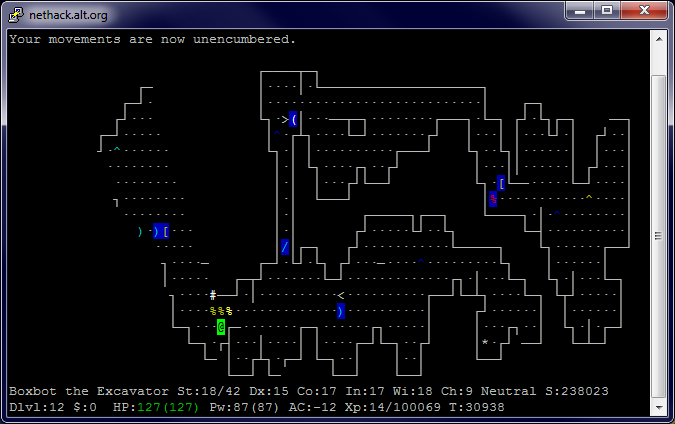 nethack.alt.org
Your movements are now unencumbered.
Boxbot the Excavator St:18/42 Dx:15 Co:17 In:17 Wi:18 Ch:9 Neutral S:238023
Dlvl:12 $:0 HP:127(127) Pw:87(87) AC:-12 Xp:14/100069 T:30938